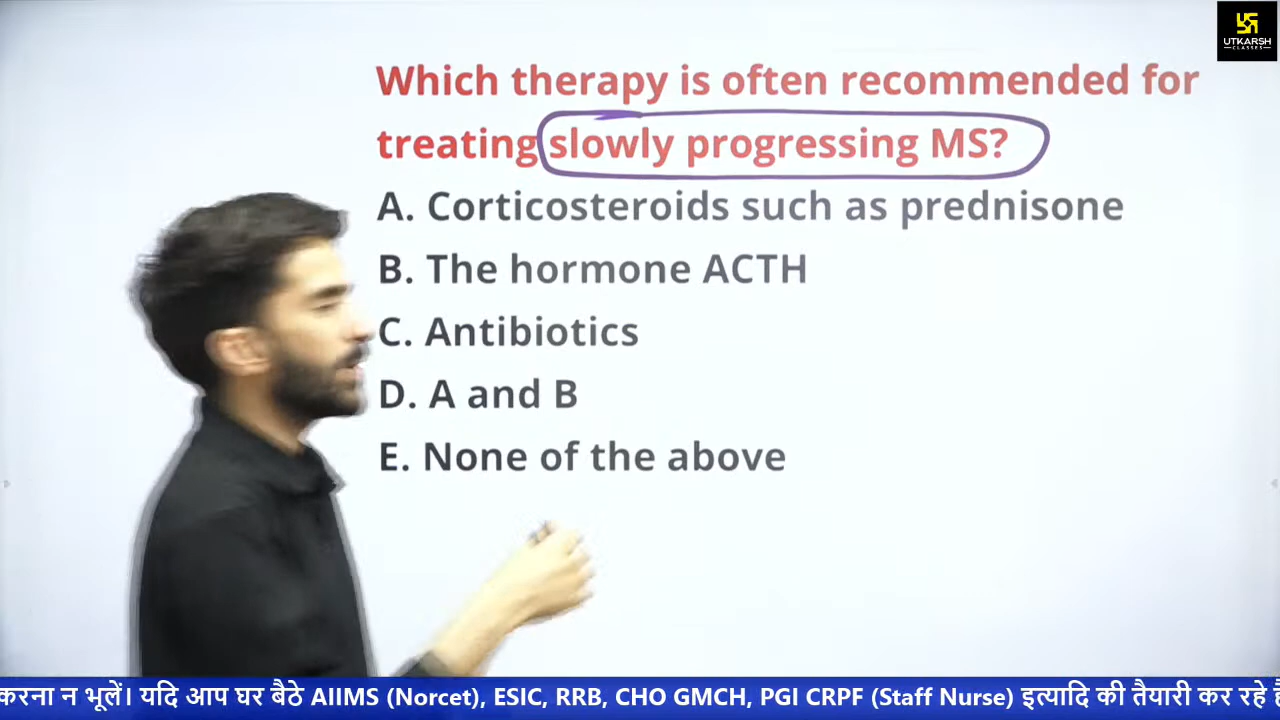 UTKARSH
CLASSES
Which therapy is often recommended for
treating slowly progressing MS?
A. Corticosteroids such as prednisone
B. The hormone ACTH
C. Antibiotics
D. A and B
E. None of the above
करना न भूलें। यदि आप घर बैठे AIIMS (Norcet), ESIC, RRB, CHO GMCH, PGI CRPF (Staff Nurse) इत्यादि की तैयारी कर रहे